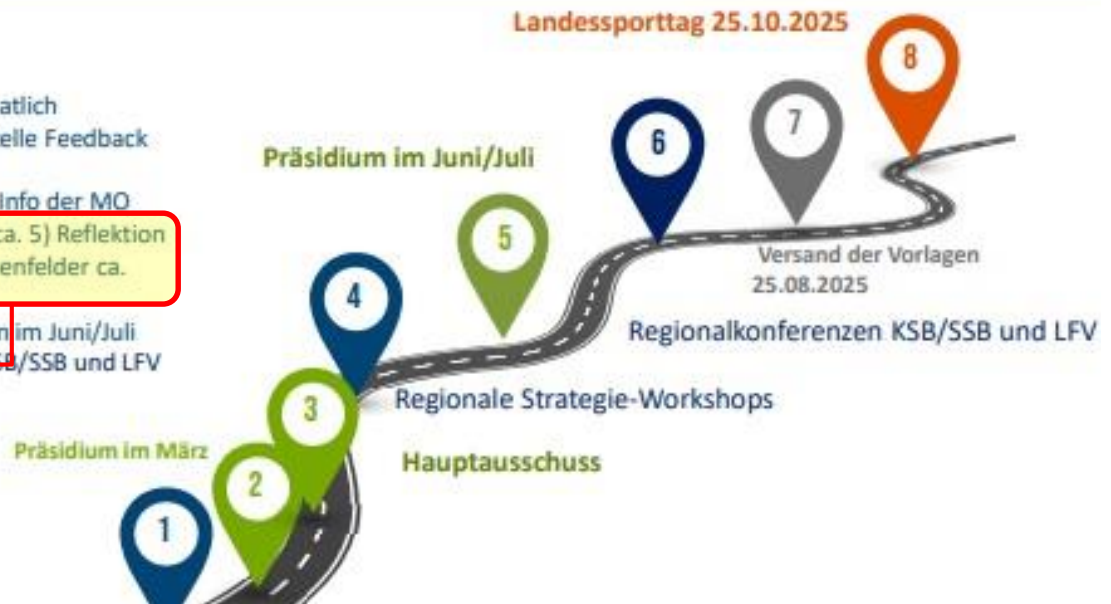 Landessporttag 25.10.2025
8
atlich
elle Feedback
7
6
Präsidium im Juni/Juli
Info der MO
ca. 5) Reflektion
5
enfelder ca.
Versand der Vorlagen
25.08.2025
4
n im Juni/Juli
SB/SSB und LFV
Regionalkonferenzen KSB/SSB und LFV
Regionale Strategie-Workshops
3
Präsidium im März
Hauptausschuss
2
1